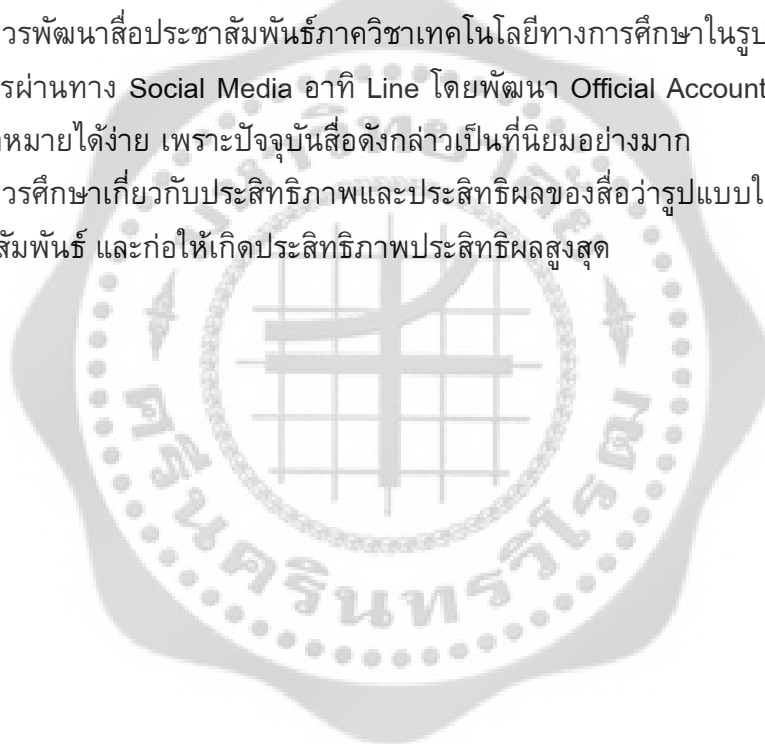 วรพัฒนาสื่อประชาสัมพันธ์ภาควิชาเทคโนโลยีทางการศึกษาในรูป
รผ่านทาง Social Media อาทิ Line โดยพัฒนา Official Account
าหมายได้ง่าย เพราะปัจจุบันสื่อดังกล่าวเป็นที่นิยมอย่างมาก
วรศึกษาเกี่ยวกับประสิทธิภาพและประสิทธิผลของสื่อว่ารูปแบบใ
สัมพันธ์ และก่อให้เกิดประสิทธิภาพประสิทธิผลสูงสุด
มหาวิทยาลัย
ศรีนครินทรวิโรฒ